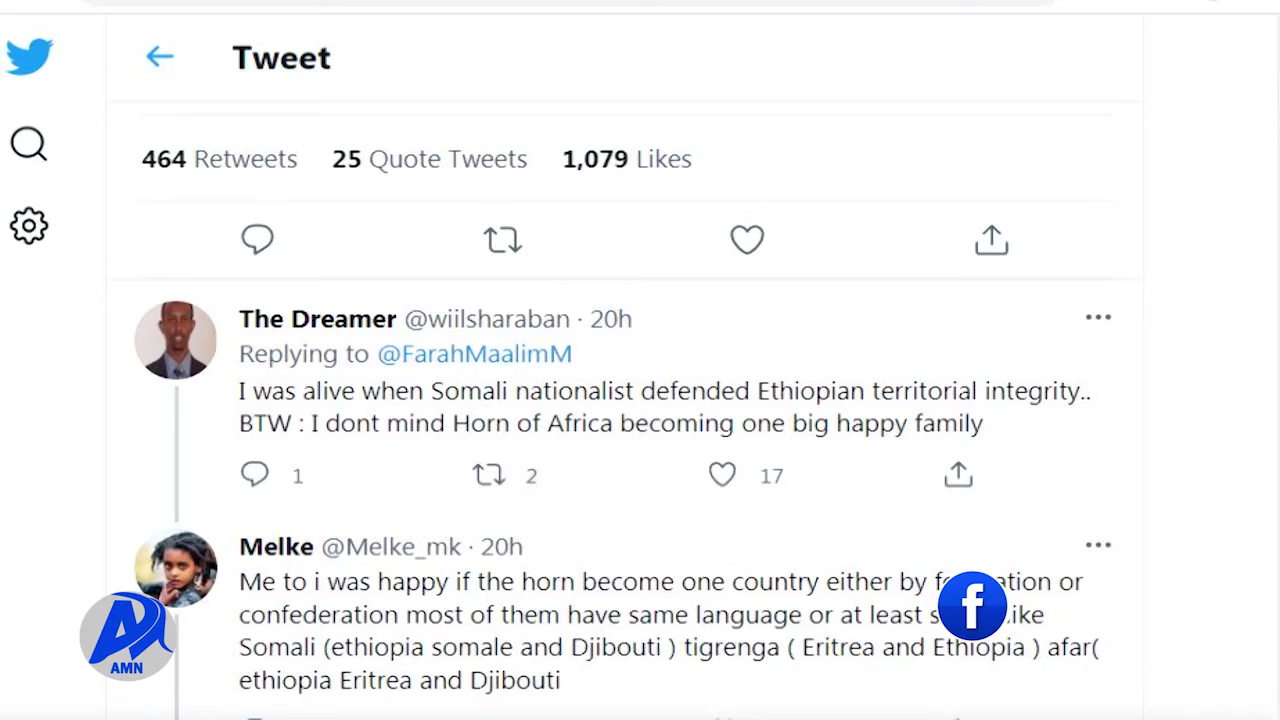 Tweet
464 Retweets 25 Quote Tweets 1,079 Likes
The Dreamer @wiilsharaban · 20h
Replying to @FarahMaalimM
I was alive when Somali nationalist defended Ethiopian territorial integrity..
BTW : I dont mind Horn of Africa becoming one big happy family
1 2 17
Melke @Melke_mk · 20h
Me to i was happy if the horn become one country either by or
confederation most of them have same language or at least
Somali (ethiopia somale and Djibouti ) tigrenga ( Eritrea and Ethiopia ) afar(
ethiopia Eritrea and Djibouti
f
AMN